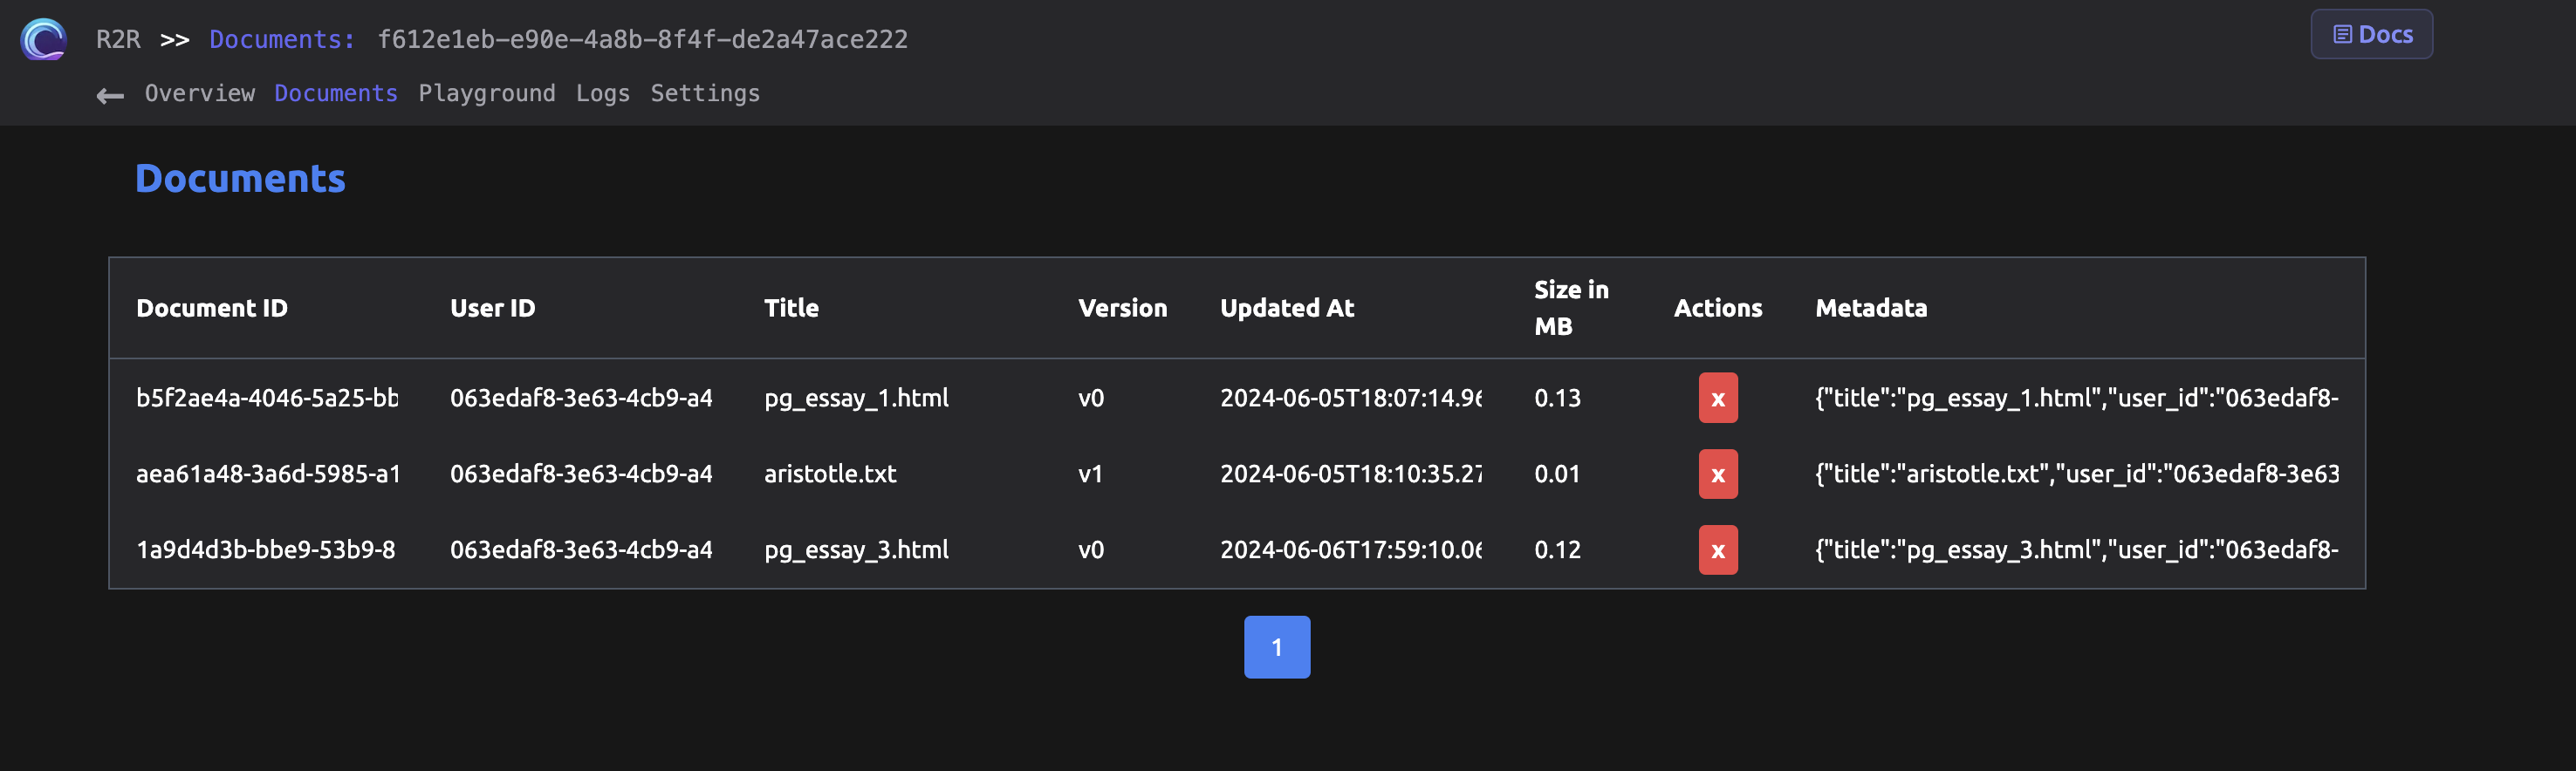 R2R >> Documents: f612e1eb-e90e-4a8b-8f4f-de2a47ace222
Docs
← Overview Documents Playground Logs Settings
Documents
Document ID User ID Title Version Updated At Size in MB Actions Metadata
b5f2ae4a-4046-5a25-bb 063edaf8-3e63-4cb9-a4 pg_essay_1.html v0 2024-06-05T18:07:14.96 0.13 x {"title":"pg_essay_1.html","user_id":"063edaf8-
aea61a48-3a6d-5985-a1 063edaf8-3e63-4cb9-a4 aristotle.txt v1 2024-06-05T18:10:35.27 0.01 x {"title":"aristotle.txt","user_id":"063edaf8-3e63
1a9d4d3b-bbe9-53b9-8 063edaf8-3e63-4cb9-a4 pg_essay_3.html v0 2024-06-06T17:59:10.06 0.12 x {"title":"pg_essay_3.html","user_id":"063edaf8-
1